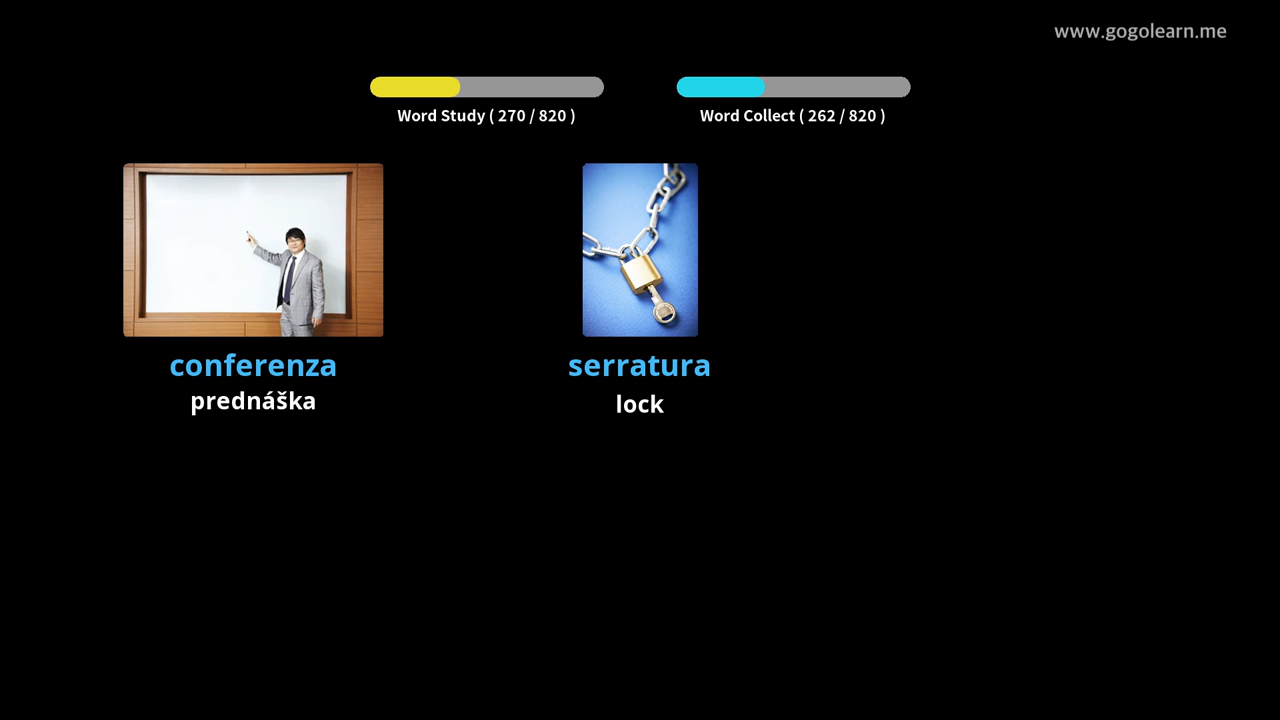 www.gogolearn.me
Word Study ( 270 / 820 )
Word Collect ( 262 / 820 )
conferenza
prednáška
serratura
lock